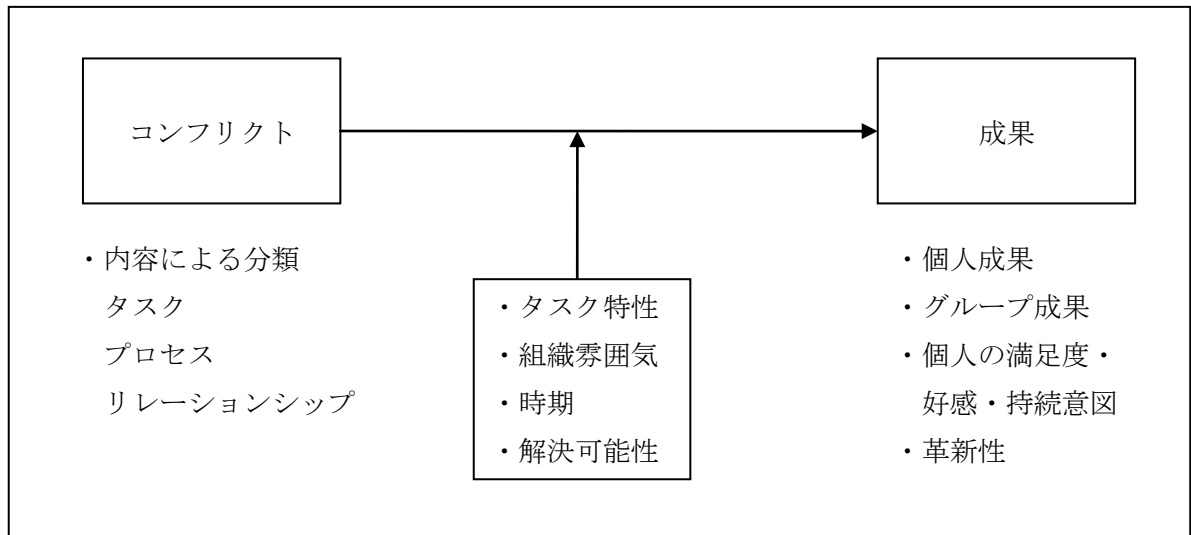 コンフリクト
成果
・内容による分類
タスク
プロセス
リレーションシップ
・タスク特性
・組織雰囲気
・時期
・解決可能性
・個人成果
・グループ成果
・個人の満足度・
好感・持続意図
・革新性